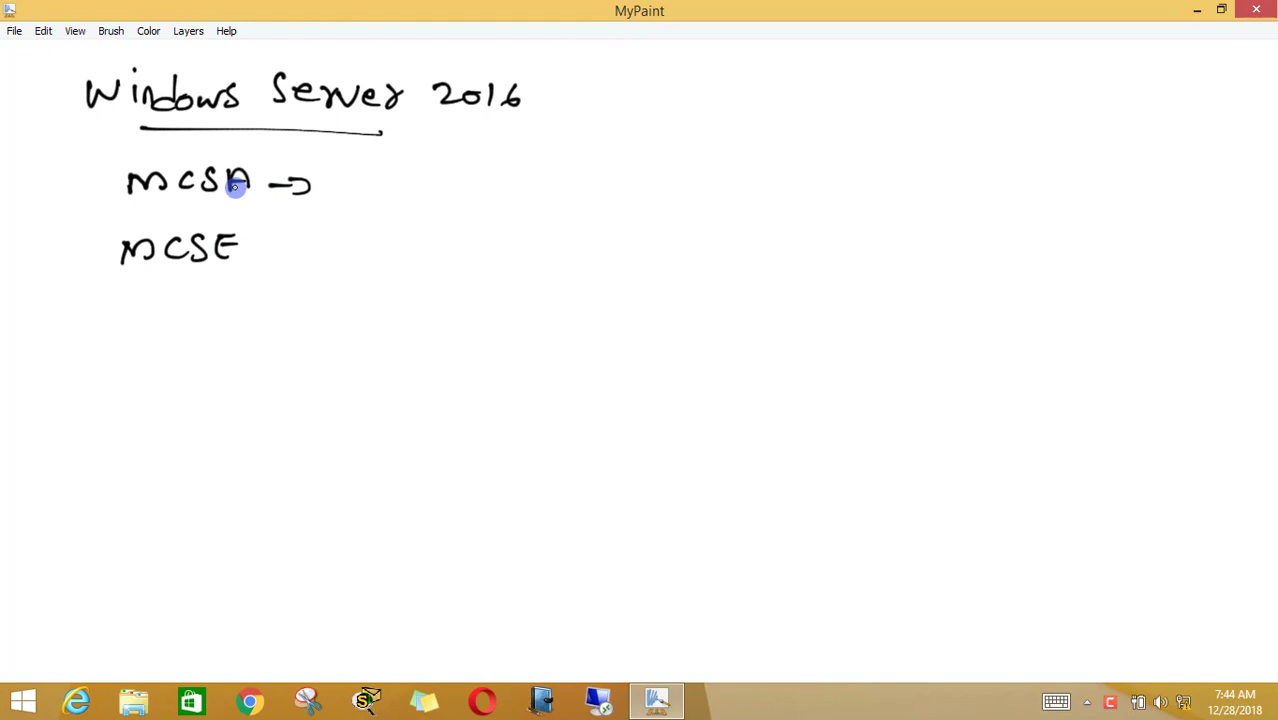 MyPaint
File Edit View Brush Color Layers Help
Windows Server 2016
MCSA →
MCSE
7:44 AM
12/28/2018